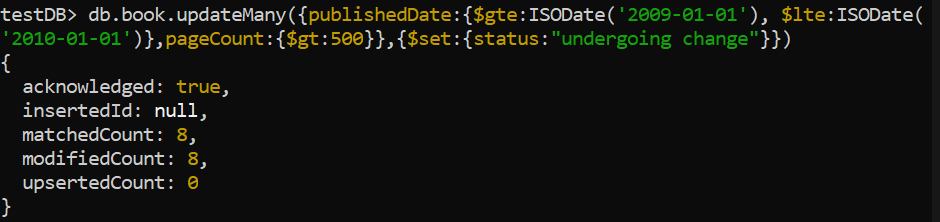 testDB> db.book.updateMany({publishedDate:{$gte:ISODate('2009-01-01'), $lte:ISODate(
'2010-01-01')},pageCount:{$gt:500}},{$set:{status:"undergoing change"}})
{
  acknowledged: true,
  insertedId: null,
  matchedCount: 8,
  modifiedCount: 8,
  upsertedCount: 0
}